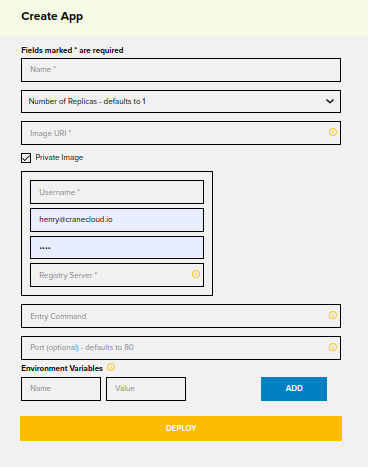 Create App
Fields marked * are required
Name *
Number of Replicas - defaults to 1
Image URI *
Private Image
Username *
henry@cranecloud.io
••••
Registry Server *
Entry Command
Port (optional) - defaults to 80
Environment Variables
Name Value ADD
DEPLOY